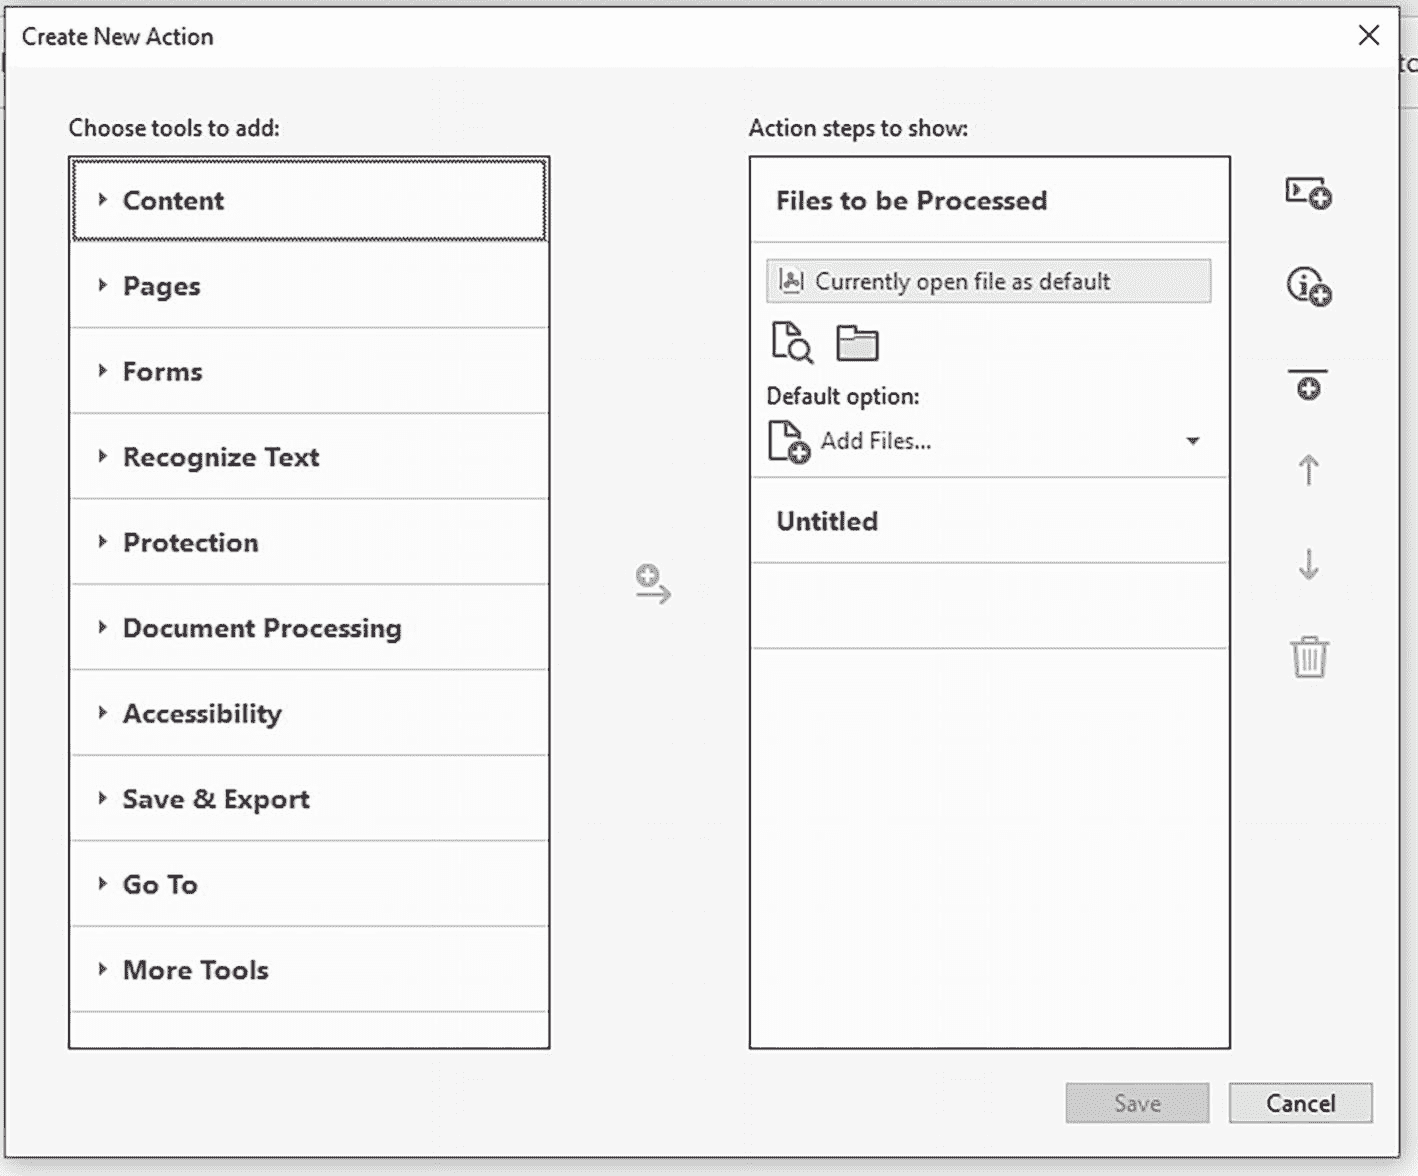 Create New Action
Choose tools to add:
Content
Pages
Forms
Recognize Text
Protection
Document Processing
Accessibility
Save & Export
Go To
More Tools
Action steps to show:
Files to be Processed
Currently open file as default
Default option:
Add Files...
Untitled
Save
Cancel